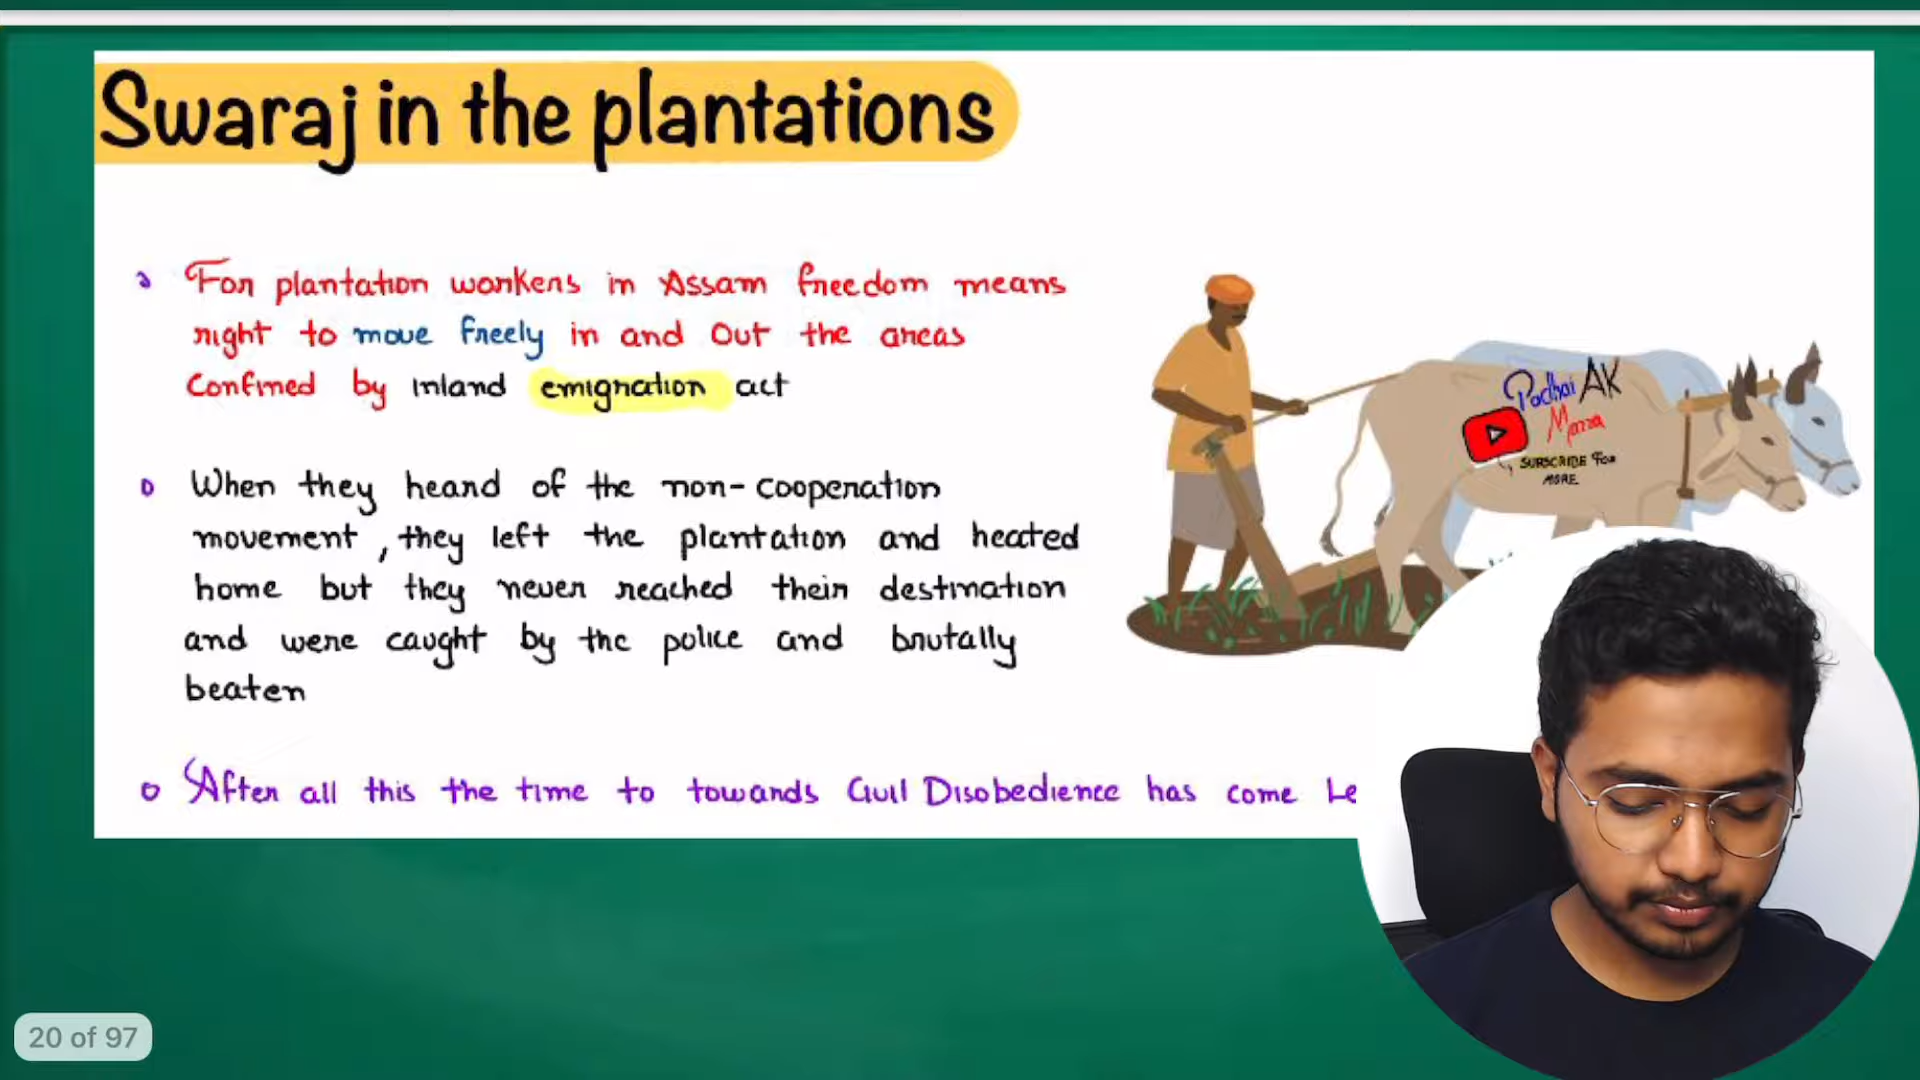 Swaraj in the plantations
For plantation workers in Assam freedom means
right to move freely in and out the areas
Confined by inland emigration act
When they heard of the non-cooperation
movement, they left the plantation and heated
home but they never reached their destination
and were caught by the police and brutally
beaten
After all this the time to towards Civil Disobedience has come
Padhai AK
Mazza
SUBSCRIBE FOR
MORE
20 of 97